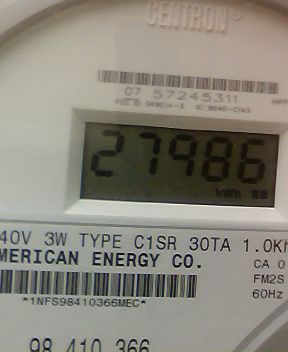 CENTRON
07 57245311
27986
kWh
40V 3W TYPE C1SR 30TA 1.0Kh
MERICAN ENERGY CO.
CA 0
FM2S
60Hz
*1NFS98410366MEC*
98 410 366